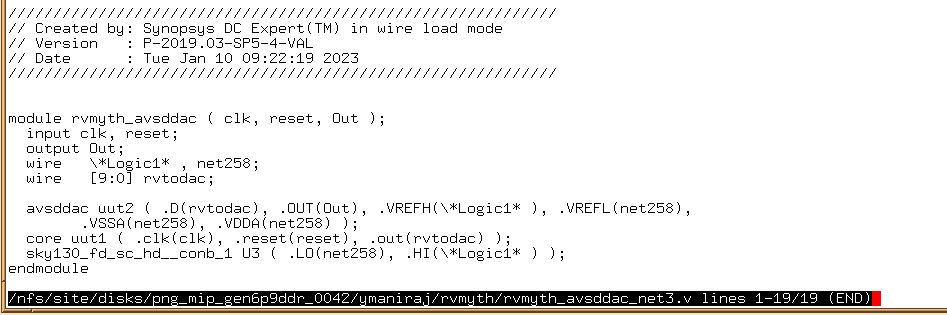 /////////////////////////////////////////////////////////////
// Created by: Synopsys DC Expert(TM) in wire load mode
// Version   : P-2019.03-SP5-4-VAL
// Date      : Tue Jan 10 09:22:19 2023
/////////////////////////////////////////////////////////////
module rvmyth_avsddac ( clk, reset, Out );
  input clk, reset;
  output Out;
  wire   \*Logic1* , net258;
  wire   [9:0] rvtodac;
  avsddac uut2 ( .D(rvtodac), .OUT(Out), .VREFH(\*Logic1* ), .VREFL(net258),
        .VSSA(net258), .VDDA(net258) );
  core uut1 ( .clk(clk), .reset(reset), .out(rvtodac) );
  sky130_fd_sc_hd__conb_1 U3 ( .LO(net258), .HI(\*Logic1* ) );
endmodule
/nfs/site/disks/png_mip_gen6p9ddr_0042/ymaniraj/rvmyth/rvmyth_avsddac_net3.v lines 1-19/19 (END)